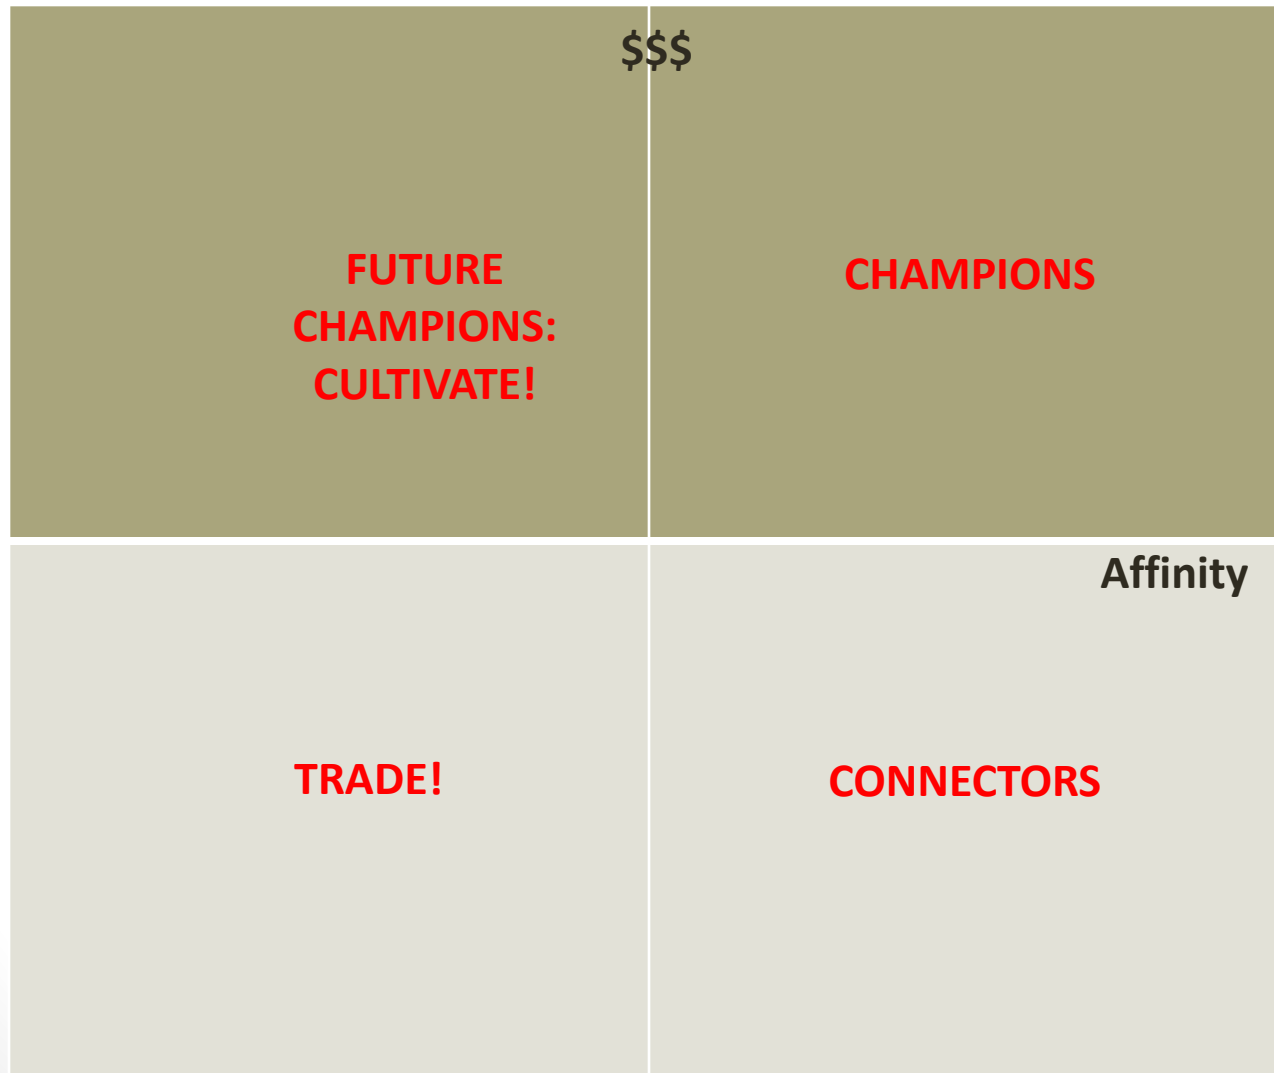 $$$
FUTURE
CHAMPIONS:
CULTIVATE!
CHAMPIONS
Affinity
TRADE!
CONNECTORS